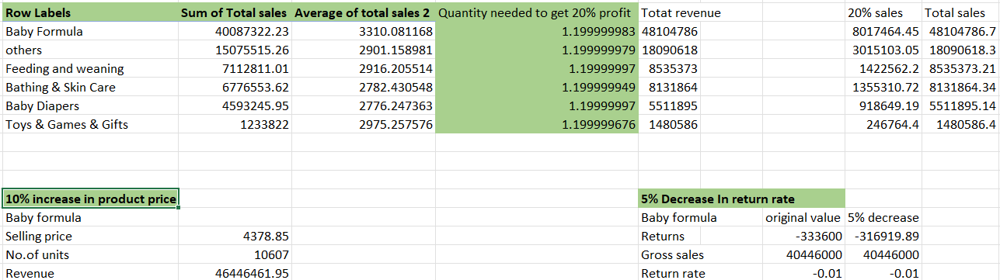 Row Labels Sum of Total sales Average of total sales 2 Quantity needed to get 20% profit Totat revenue 20% sales Total sales
Baby Formula 40087322.23 3310.081168 1.199999983 48104786 8017464.45 48104786.7
others 15075515.26 2901.158981 1.199999979 18090618 3015103.05 18090618.3
Feeding and weaning 7112811.01 2916.205514 1.19999997 8535373 1422562.2 8535373.21
Bathing & Skin Care 6776553.62 2782.430548 1.199999949 8131864 1355310.72 8131864.34
Baby Diapers 4593245.95 2776.247363 1.19999997 5511895 918649.19 5511895.14
Toys & Games & Gifts 1233822 2975.257576 1.199999676 1480586 246764.4 1480586.4
10% increase in product price 5% Decrease In return rate
Baby formula Baby formula original value 5% decrease
Selling price 4378.85 Returns -333600 -316919.89
No.of units 10607 Gross sales 40446000 40446000
Revenue 46446461.95 Return rate -0.01 -0.01